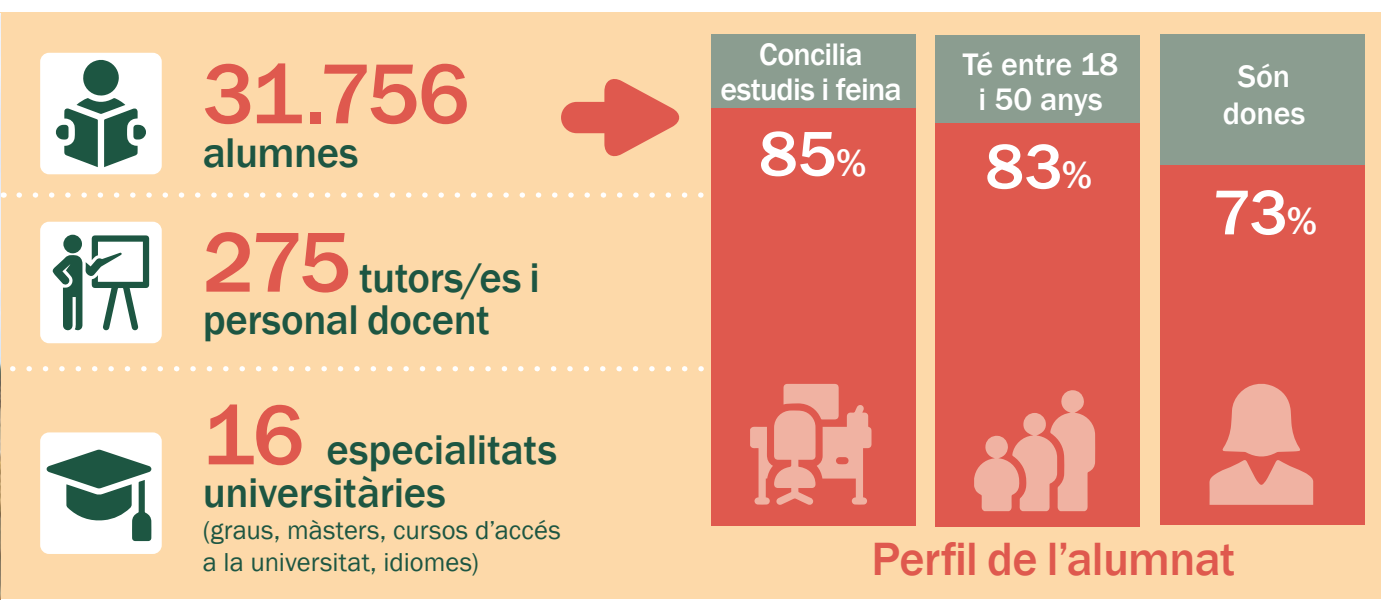 31.756
alumnes
275 tutors/es i
personal docent
16 especialitats
universitàries
(graus, màsters, cursos d'accés
a la universitat, idiomes)
Concilia
estudis i feina
85%
Té entre 18
i 50 anys
83%
Són
dones
73%
Perfil de l'alumnat